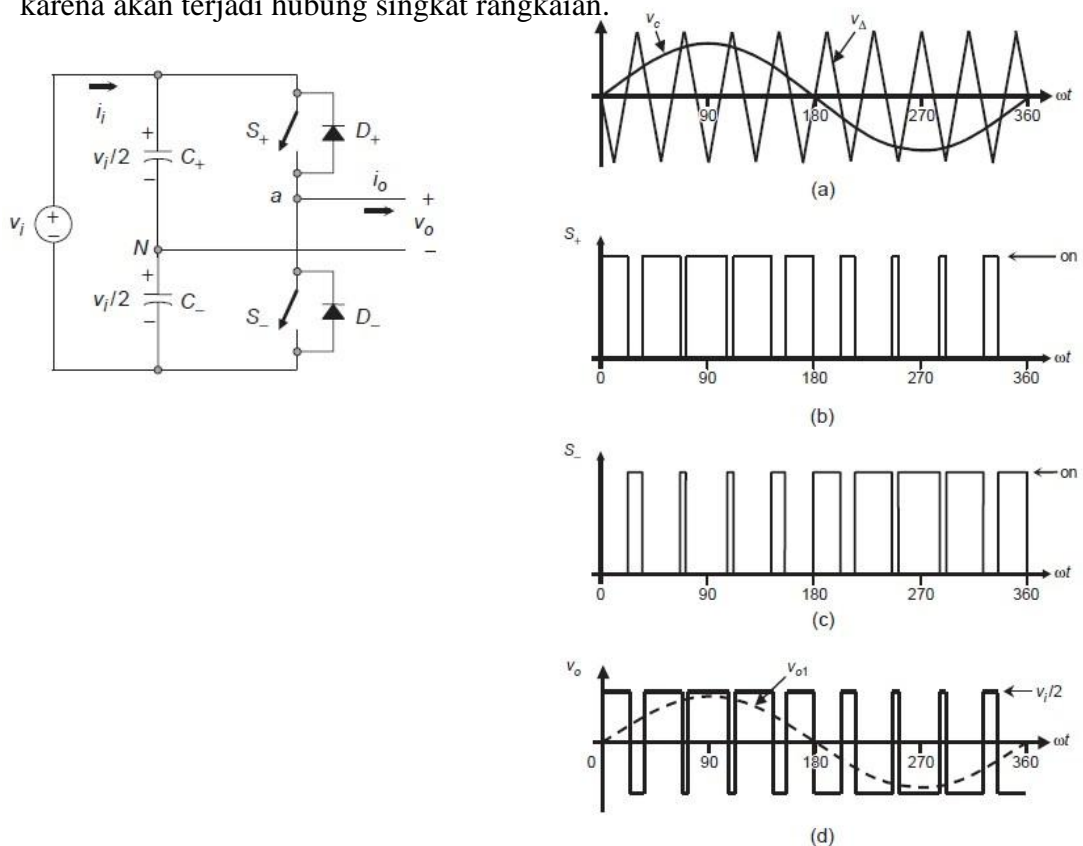 karena akan terjadi hubung singkat rangkaian.
i_i
v_i/2
+
−
C_+
v_i
+
−
N
+
v_i/2
−
C_−
S_+
D_+
a
i_o
+
v_o
−
S_−
D_−
v_c
v_Δ
ωt
90
180
270
360
(a)
S_+
on
ωt
0
90
180
270
360
(b)
S_−
on
ωt
0
90
180
270
360
(c)
v_o
v_o1
v_i/2
ωt
0
90
180
270
360
(d)